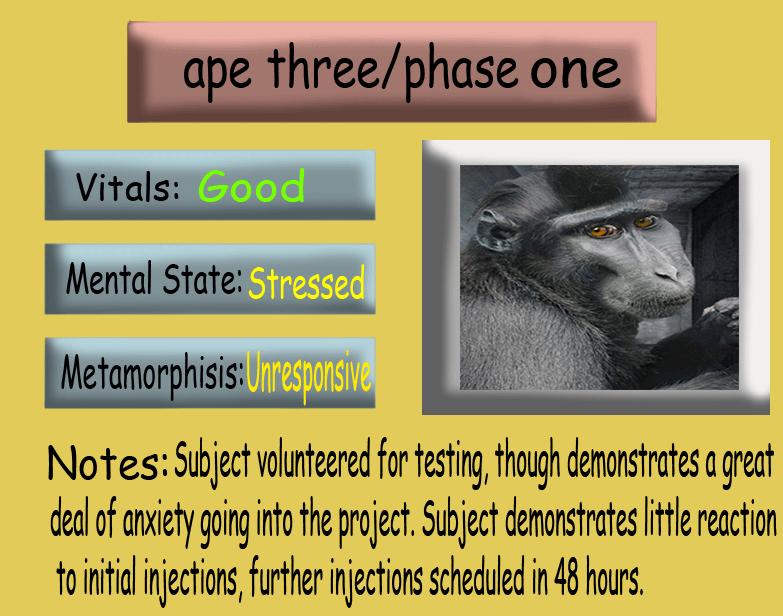 ape three/phase one
Vitals: Good
Mental State: Stressed
Metamorphisis: Unresponsive
Notes: Subject volunteered for testing, though demonstrates a great
deal of anxiety going into the project. Subject demonstrates little reaction
to initial injections, further injections scheduled in 48 hours.